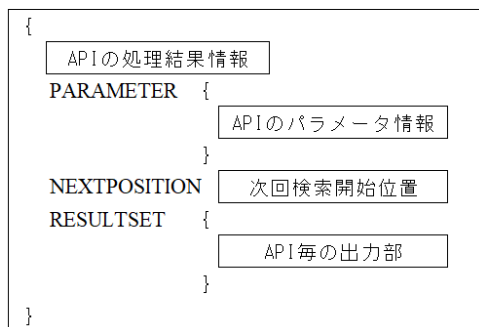 {
APIの処理結果情報
PARAMETER {
APIのパラメータ情報
}
NEXTPOSITION 次回検索開始位置
RESULTSET {
API毎の出力部
}
}